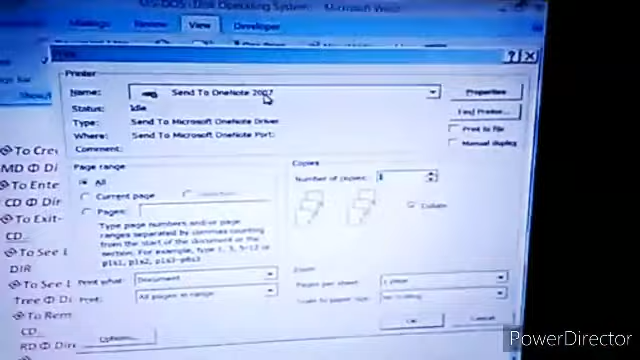 MS-DOS (Disk Operating System) - Microsoft Word
Mailings Review View Developer
Print
Printer
Name: Send To OneNote 2007 Properties
Status: Idle Find Printer...
Type: Send To Microsoft OneNote Driver Print to file
Where: Send To Microsoft OneNote Port: Manual duplex
Comment:
Page range
All
Current page
Pages:
Type page numbers and/or page
ranges separated by commas counting
from the start of the document or the
section. For example, type 1, 3, 5-12 or
p1s1, p1s2, p1s3-p8s3
Copies
Number of copies: 1
Collate
Print what: Document
Print: All pages in range
Zoom
Pages per sheet: 1 page
Scale to paper size: No Scaling
Options... OK Cancel
To Cre
MD Φ Di
To Ente
CD Φ Dir
To Exit-
CD..
To See L
DIR
To See L
Tree Φ Di
To Rem
CD..
RD Φ Dir
PowerDirector